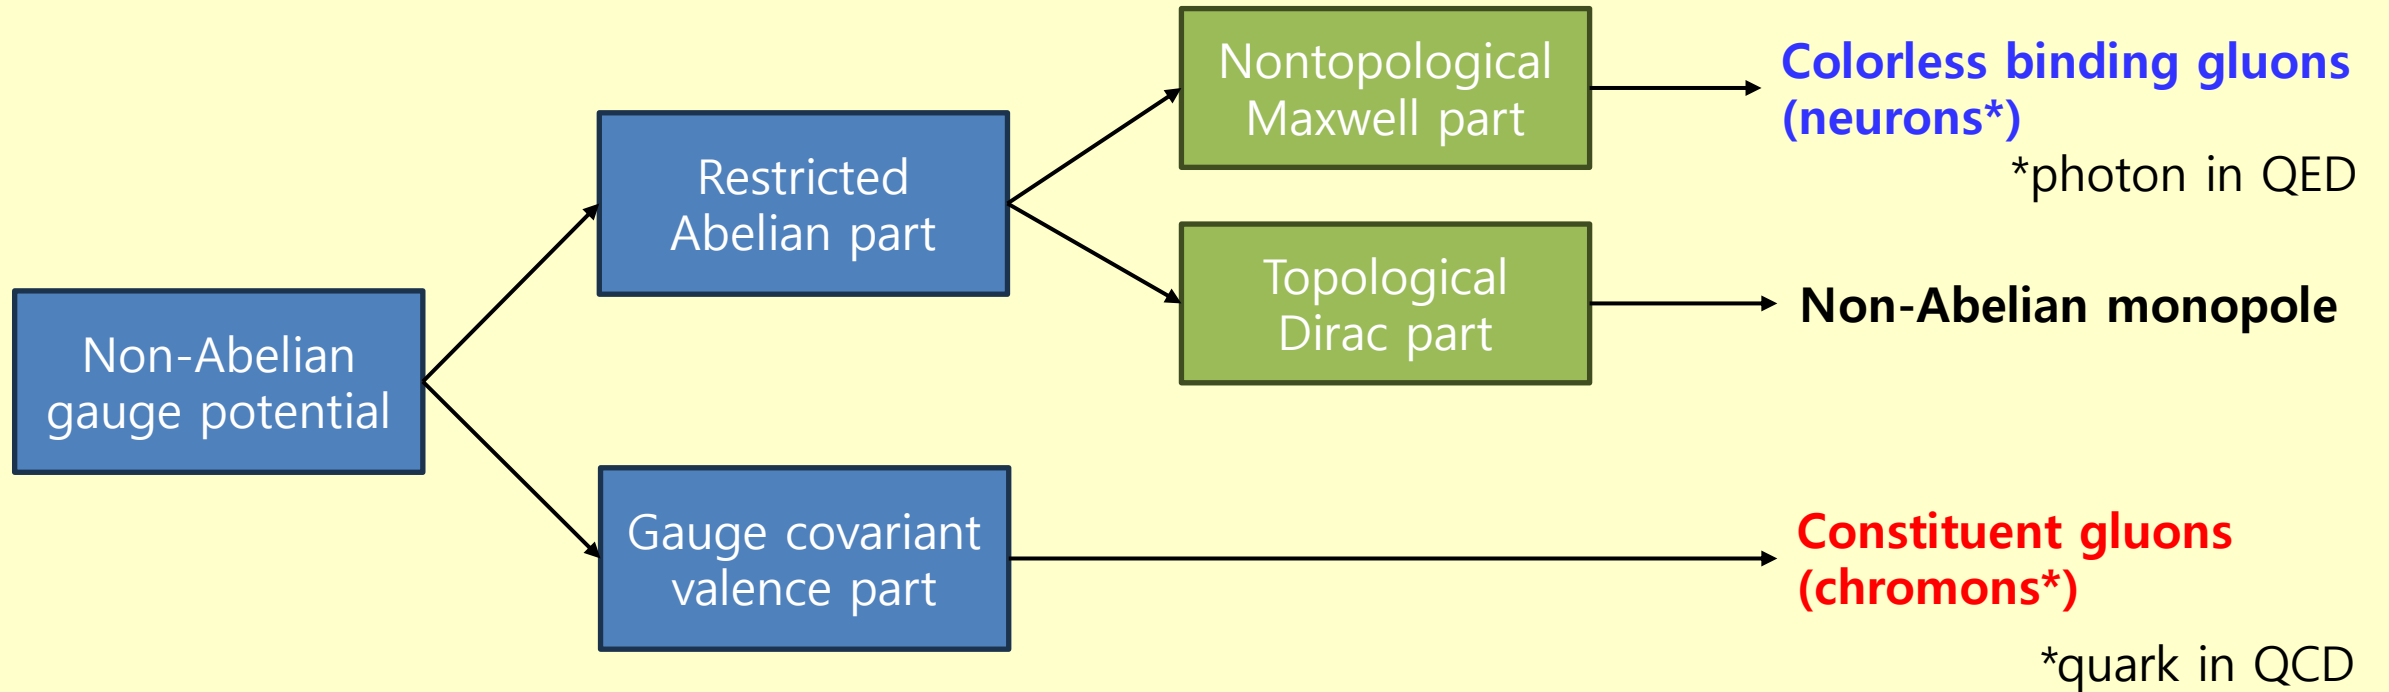 Non-Abelian
gauge potential
Restricted
Abelian part
Gauge covariant
valence part
Nontopological
Maxwell part
Topological
Dirac part
Colorless binding gluons
(neurons*)
*photon in QED
Non-Abelian monopole
Constituent gluons
(chromons*)
*quark in QCD